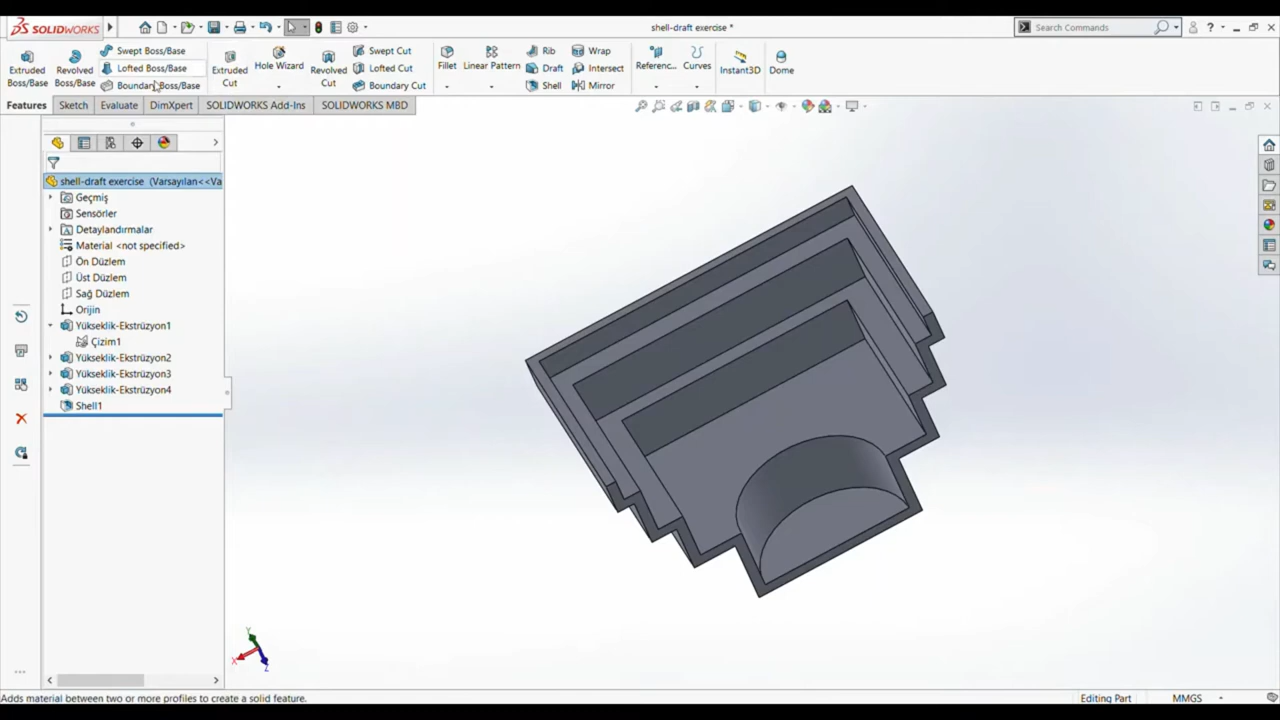 SOLIDWORKS
shell-draft exercise *
Search Commands
Extruded Boss/Base
Revolved Boss/Base
Swept Boss/Base
Lofted Boss/Base
Boundary Boss/Base
Extruded Cut
Hole Wizard
Revolved Cut
Swept Cut
Lofted Cut
Boundary Cut
Fillet
Linear Pattern
Rib
Draft
Shell
Wrap
Intersect
Mirror
Referenc...
Curves
Instant3D
Dome
Features
Sketch
Evaluate
DimXpert
SOLIDWORKS Add-Ins
SOLIDWORKS MBD
shell-draft exercise (Varsayılan<<Va
Geçmiş
Sensörler
Detaylandırmalar
Material <not specified>
Ön Düzlem
Üst Düzlem
Sağ Düzlem
Orijin
Yükseklik-Ekstrüzyon1
Çizim1
Yükseklik-Ekstrüzyon2
Yükseklik-Ekstrüzyon3
Yükseklik-Ekstrüzyon4
Shell1
Y
X
Z
Adds material between two or more profiles to create a solid feature.
Editing Part
MMGS